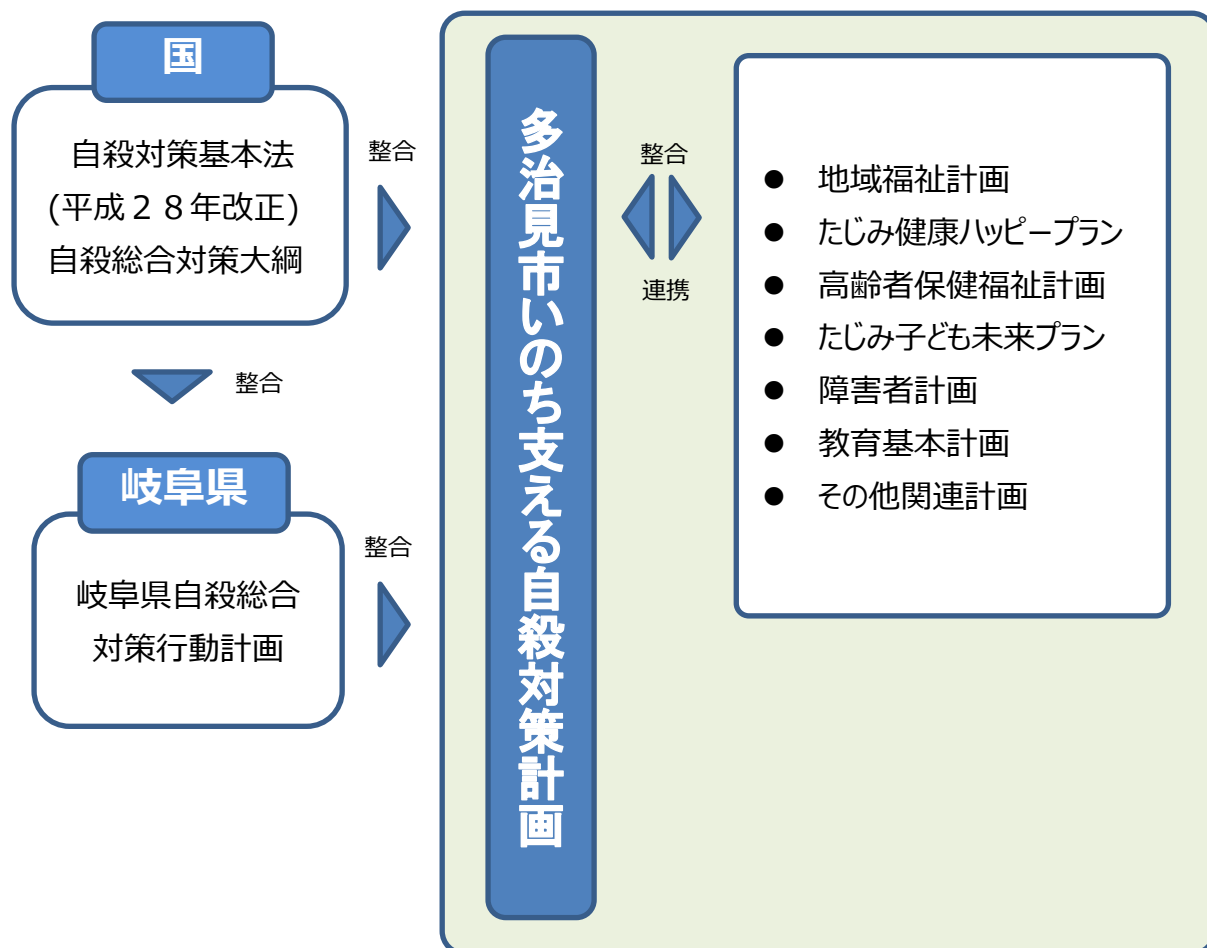 国
自殺対策基本法
(平成２８年改正)
自殺総合対策大綱
整合
整合
岐阜県
岐阜県自殺総合
対策行動計画
整合
多治見市いのち支える自殺対策計画
整合
連携
● 地域福祉計画
● たじみ健康ハッピープラン
● 高齢者保健福祉計画
● たじみ子ども未来プラン
● 障害者計画
● 教育基本計画
● その他関連計画